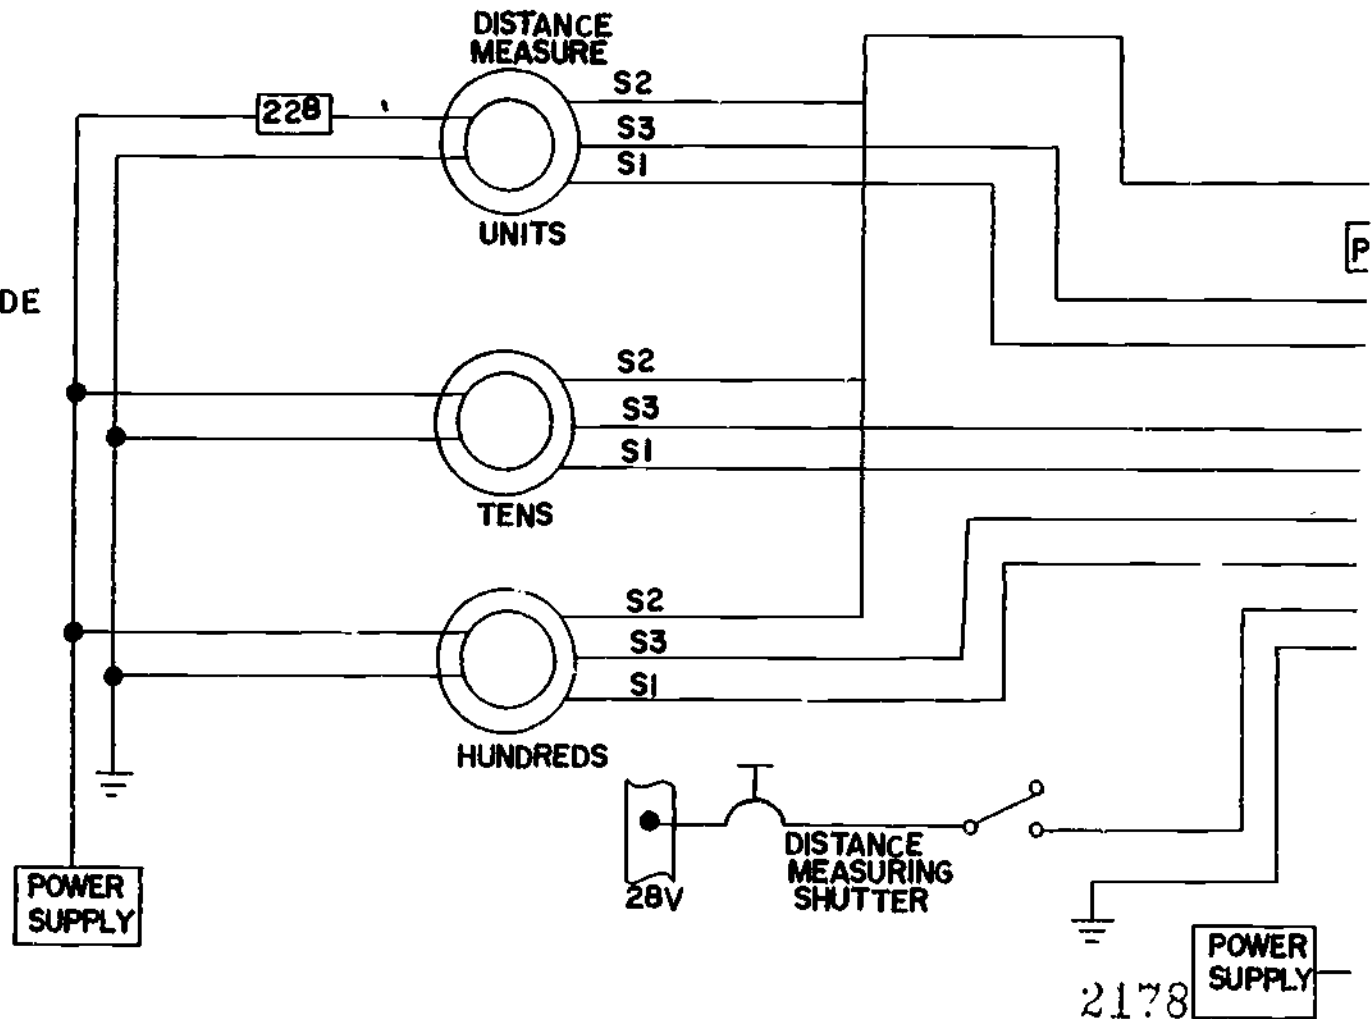 DISTANCE
MEASURE
228
S2
S3
S1
UNITS
P
DE
S2
S3
S1
TENS
S2
S3
S1
HUNDREDS
DISTANCE
MEASURING
SHUTTER
28V
POWER
SUPPLY
POWER
SUPPLY
2178